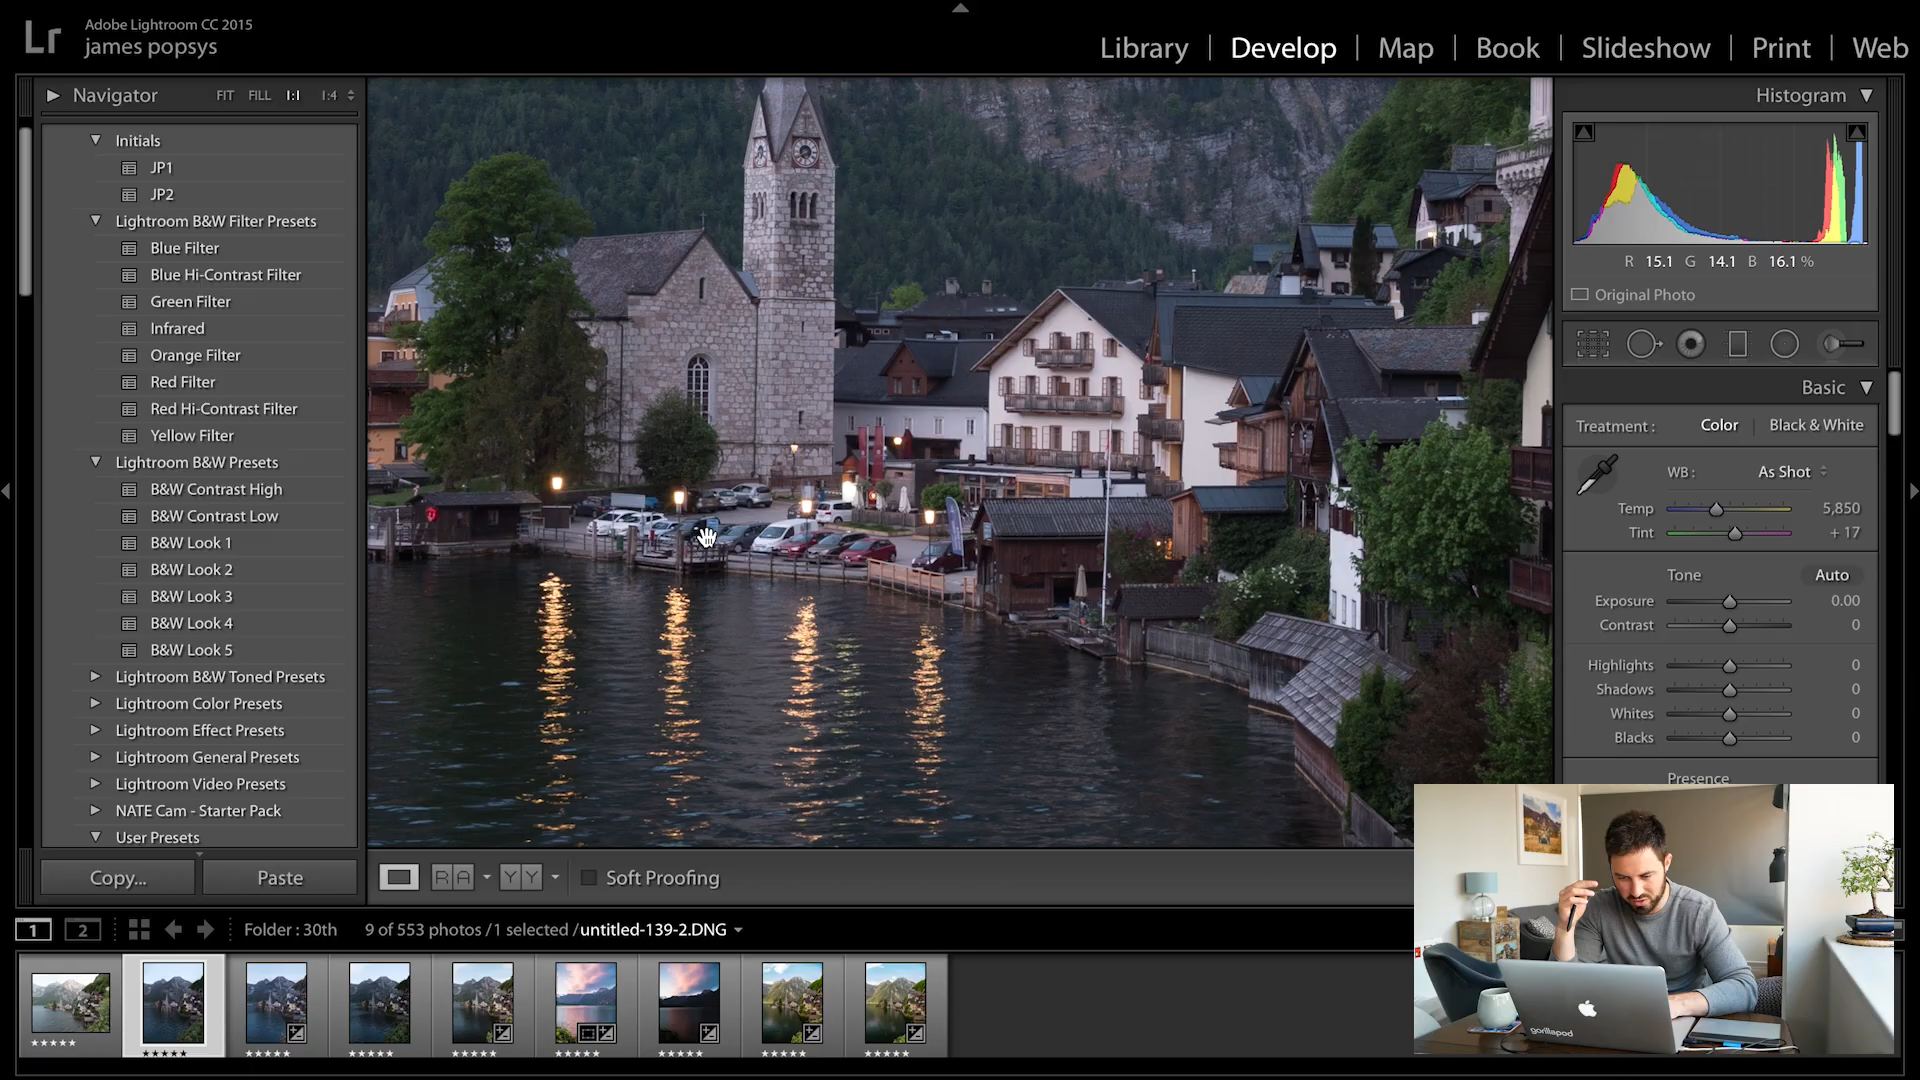 Lr
Adobe Lightroom CC 2015
james popsys
Library
Develop
Map
Book
Slideshow
Print
Web
Navigator
FIT
FILL
1:1
1:4
Initials
JP1
JP2
Lightroom B&W Filter Presets
Blue Filter
Blue Hi-Contrast Filter
Green Filter
Infrared
Orange Filter
Red Filter
Red Hi-Contrast Filter
Yellow Filter
Lightroom B&W Presets
B&W Contrast High
B&W Contrast Low
B&W Look 1
B&W Look 2
B&W Look 3
B&W Look 4
B&W Look 5
Lightroom B&W Toned Presets
Lightroom Color Presets
Lightroom Effect Presets
Lightroom General Presets
Lightroom Video Presets
NATE Cam - Starter Pack
User Presets
Copy...
Paste
Histogram
R 15.1 G 14.1 B 16.1 %
Original Photo
Basic
Treatment : Color Black & White
WB : As Shot
Temp 5,850
Tint + 17
Tone Auto
Exposure 0.00
Contrast 0
Highlights 0
Shadows 0
Whites 0
Blacks 0
Presence
R A
Y Y
Soft Proofing
1
2
Folder : 30th
9 of 553 photos / 1 selected / untitled-139-2.DNG
gorillapod